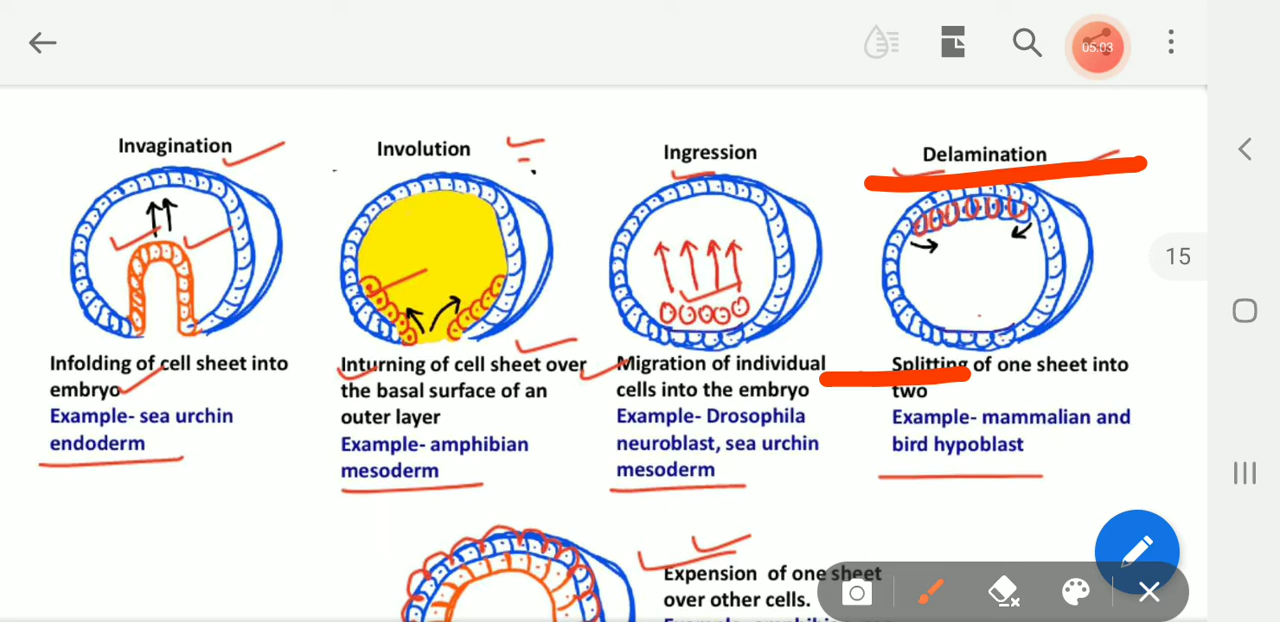 05:03
Invagination
Involution
Ingression
Delamination
15
Infolding of cell sheet into
embryo
Example- sea urchin
endoderm
Inturning of cell sheet over
the basal surface of an
outer layer
Example- amphibian
mesoderm
Migration of individual
cells into the embryo
Example- Drosophila
neuroblast, sea urchin
mesoderm
Splitting of one sheet into
two
Example- mammalian and
bird hypoblast
Expension of one sheet
over other cells.